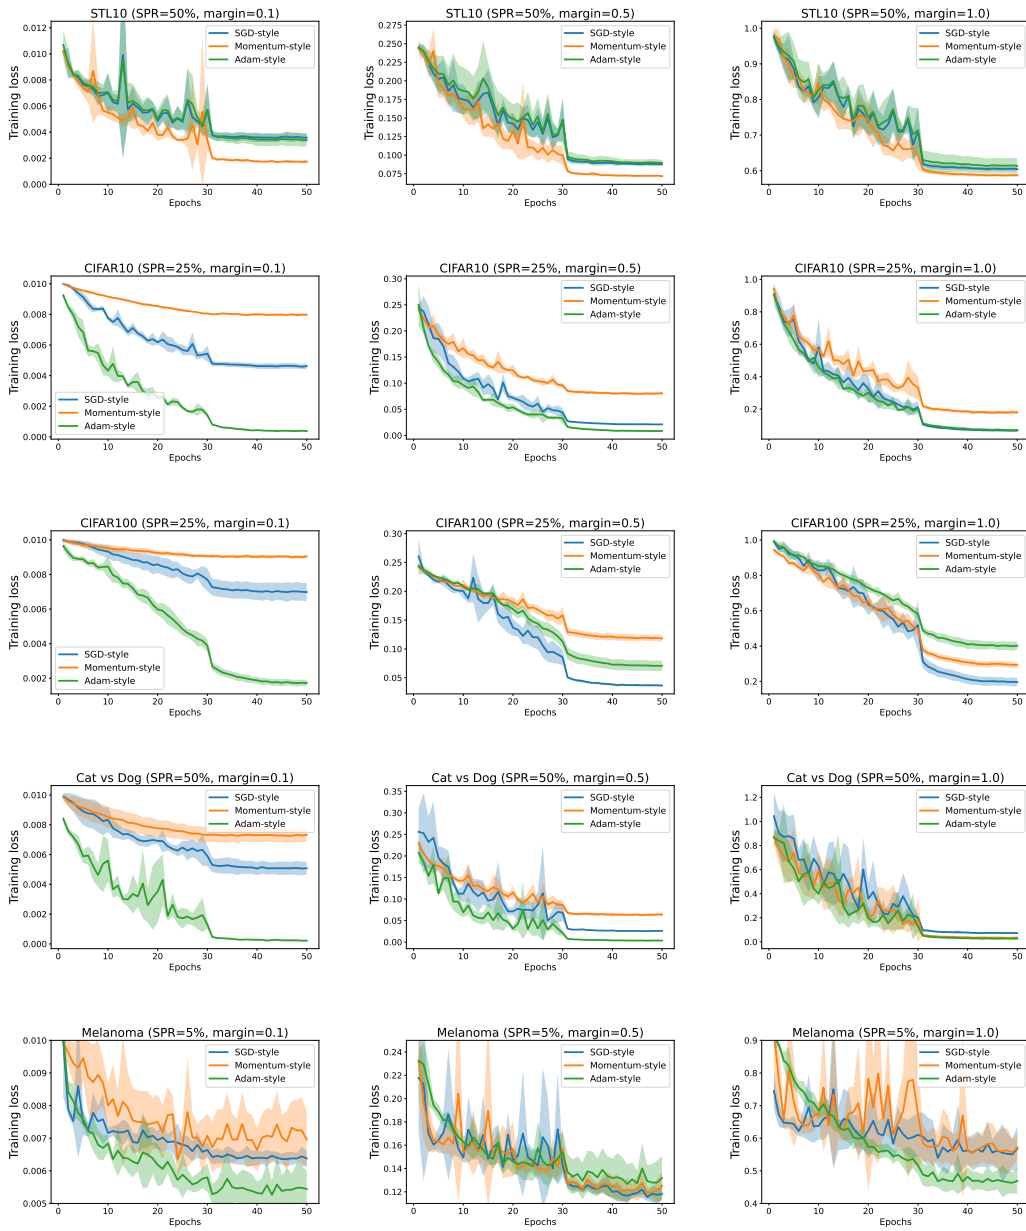 STL10 (SPR=50%, margin=0.1)
Training loss
0.012
0.010
0.008
0.006
0.004
0.002
0.000
SGD-style
Momentum-style
Adam-style
0 10 20 30 40 50
Epochs
STL10 (SPR=50%, margin=0.5)
Training loss
0.275
0.250
0.225
0.200
0.175
0.150
0.125
0.100
0.075
SGD-style
Momentum-style
Adam-style
0 10 20 30 40 50
Epochs
STL10 (SPR=50%, margin=1.0)
Training loss
1.0
0.9
0.8
0.7
0.6
SGD-style
Momentum-style
Adam-style
0 10 20 30 40 50
Epochs
CIFAR10 (SPR=25%, margin=0.1)
Training loss
0.010
0.008
0.006
0.004
0.002
0.000
SGD-style
Momentum-style
Adam-style
0 10 20 30 40 50
Epochs
CIFAR10 (SPR=25%, margin=0.5)
Training loss
0.30
0.25
0.20
0.15
0.10
0.05
0.00
SGD-style
Momentum-style
Adam-style
0 10 20 30 40 50
Epochs
CIFAR10 (SPR=25%, margin=1.0)
Training loss
1.0
0.8
0.6
0.4
0.2
SGD-style
Momentum-style
Adam-style
0 10 20 30 40 50
Epochs
CIFAR100 (SPR=25%, margin=0.1)
Training loss
0.010
0.008
0.006
0.004
0.002
SGD-style
Momentum-style
Adam-style
0 10 20 30 40 50
Epochs
CIFAR100 (SPR=25%, margin=0.5)
Training loss
0.30
0.25
0.20
0.15
0.10
0.05
SGD-style
Momentum-style
Adam-style
0 10 20 30 40 50
Epochs
CIFAR100 (SPR=25%, margin=1.0)
Training loss
1.0
0.8
0.6
0.4
0.2
SGD-style
Momentum-style
Adam-style
0 10 20 30 40 50
Epochs
Cat vs Dog (SPR=50%, margin=0.1)
Training loss
0.010
0.008
0.006
0.004
0.002
0.000
SGD-style
Momentum-style
Adam-style
0 10 20 30 40 50
Epochs
Cat vs Dog (SPR=50%, margin=0.5)
Training loss
0.35
0.30
0.25
0.20
0.15
0.10
0.05
0.00
SGD-style
Momentum-style
Adam-style
0 10 20 30 40 50
Epochs
Cat vs Dog (SPR=50%, margin=1.0)
Training loss
1.2
1.0
0.8
0.6
0.4
0.2
0.0
SGD-style
Momentum-style
Adam-style
0 10 20 30 40 50
Epochs
Melanoma (SPR=5%, margin=0.1)
Training loss
0.010
0.009
0.008
0.007
0.006
0.005
SGD-style
Momentum-style
Adam-style
0 10 20 30 40 50
Epochs
Melanoma (SPR=5%, margin=0.5)
Training loss
0.24
0.22
0.20
0.18
0.16
0.14
0.12
SGD-style
Momentum-style
Adam-style
0 10 20 30 40 50
Epochs
Melanoma (SPR=5%, margin=1.0)
Training loss
0.9
0.8
0.7
0.6
0.5
0.4
SGD-style
Momentum-style
Adam-style
0 10 20 30 40 50
Epochs